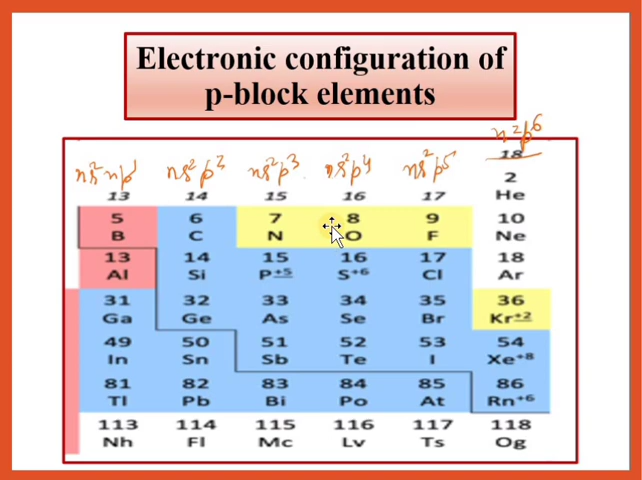 Electronic configuration of
p-block elements
ns²np¹ ns²p² ns²p³ ns²p⁴ ns²p⁵ n²p⁶
13 14 15 16 17 18
2
He
5 6 7 8 9 10
B C N O F Ne
13 14 15 16 17 18
Al Si P±5 S+6 Cl Ar
31 32 33 34 35 36
Ga Ge As Se Br Kr±2
49 50 51 52 53 54
In Sn Sb Te I Xe+8
81 82 83 84 85 86
Tl Pb Bi Po At Rn+6
113 114 115 116 117 118
Nh Fl Mc Lv Ts Og